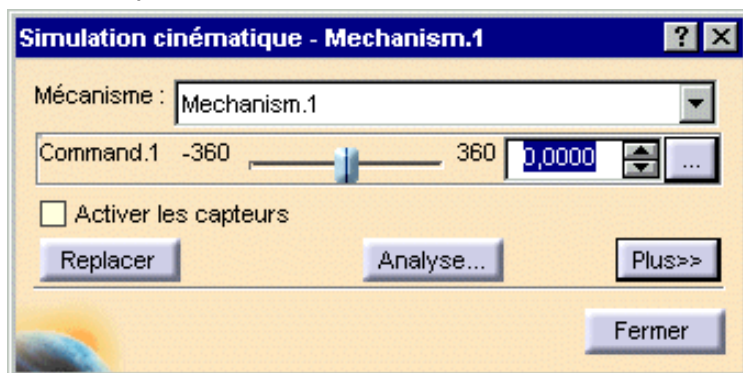 Simulation cinématique - Mechanism.1 ? X
Mécanisme : Mechanism.1
Command.1 -360 360 0,0000 ...
Activer les capteurs
Replacer Analyse... Plus>>
Fermer